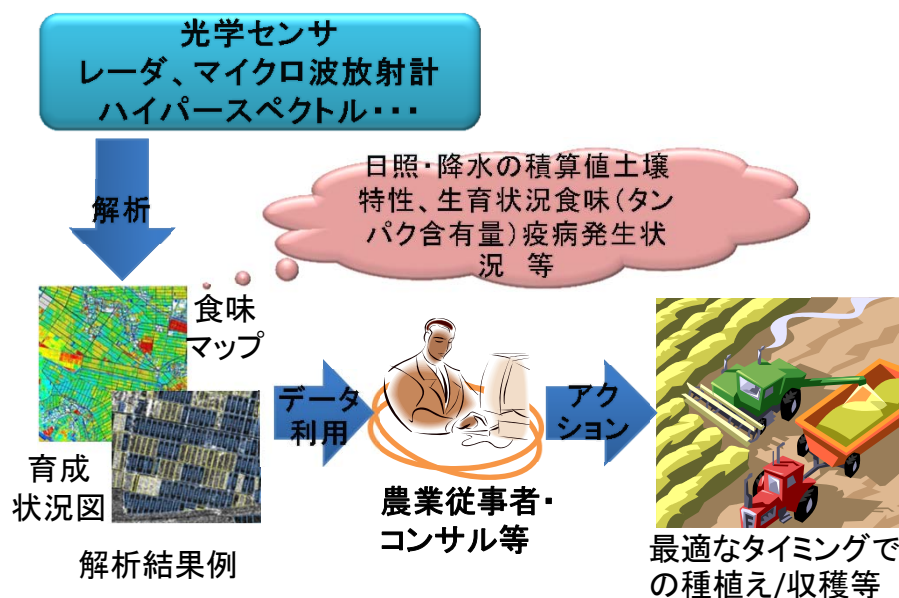 光学センサ
レーダ、マイクロ波放射計
ハイパースペクトル・・・
解析
日照・降水の積算値土壌
特性、生育状況食味(タン
パク含有量)疫病発生状
況 等
食味
マップ
データ
利用
アク
ション
育成
状況図
農業従事者・
コンサル等
解析結果例
最適なタイミングで
の種植え/収穫等